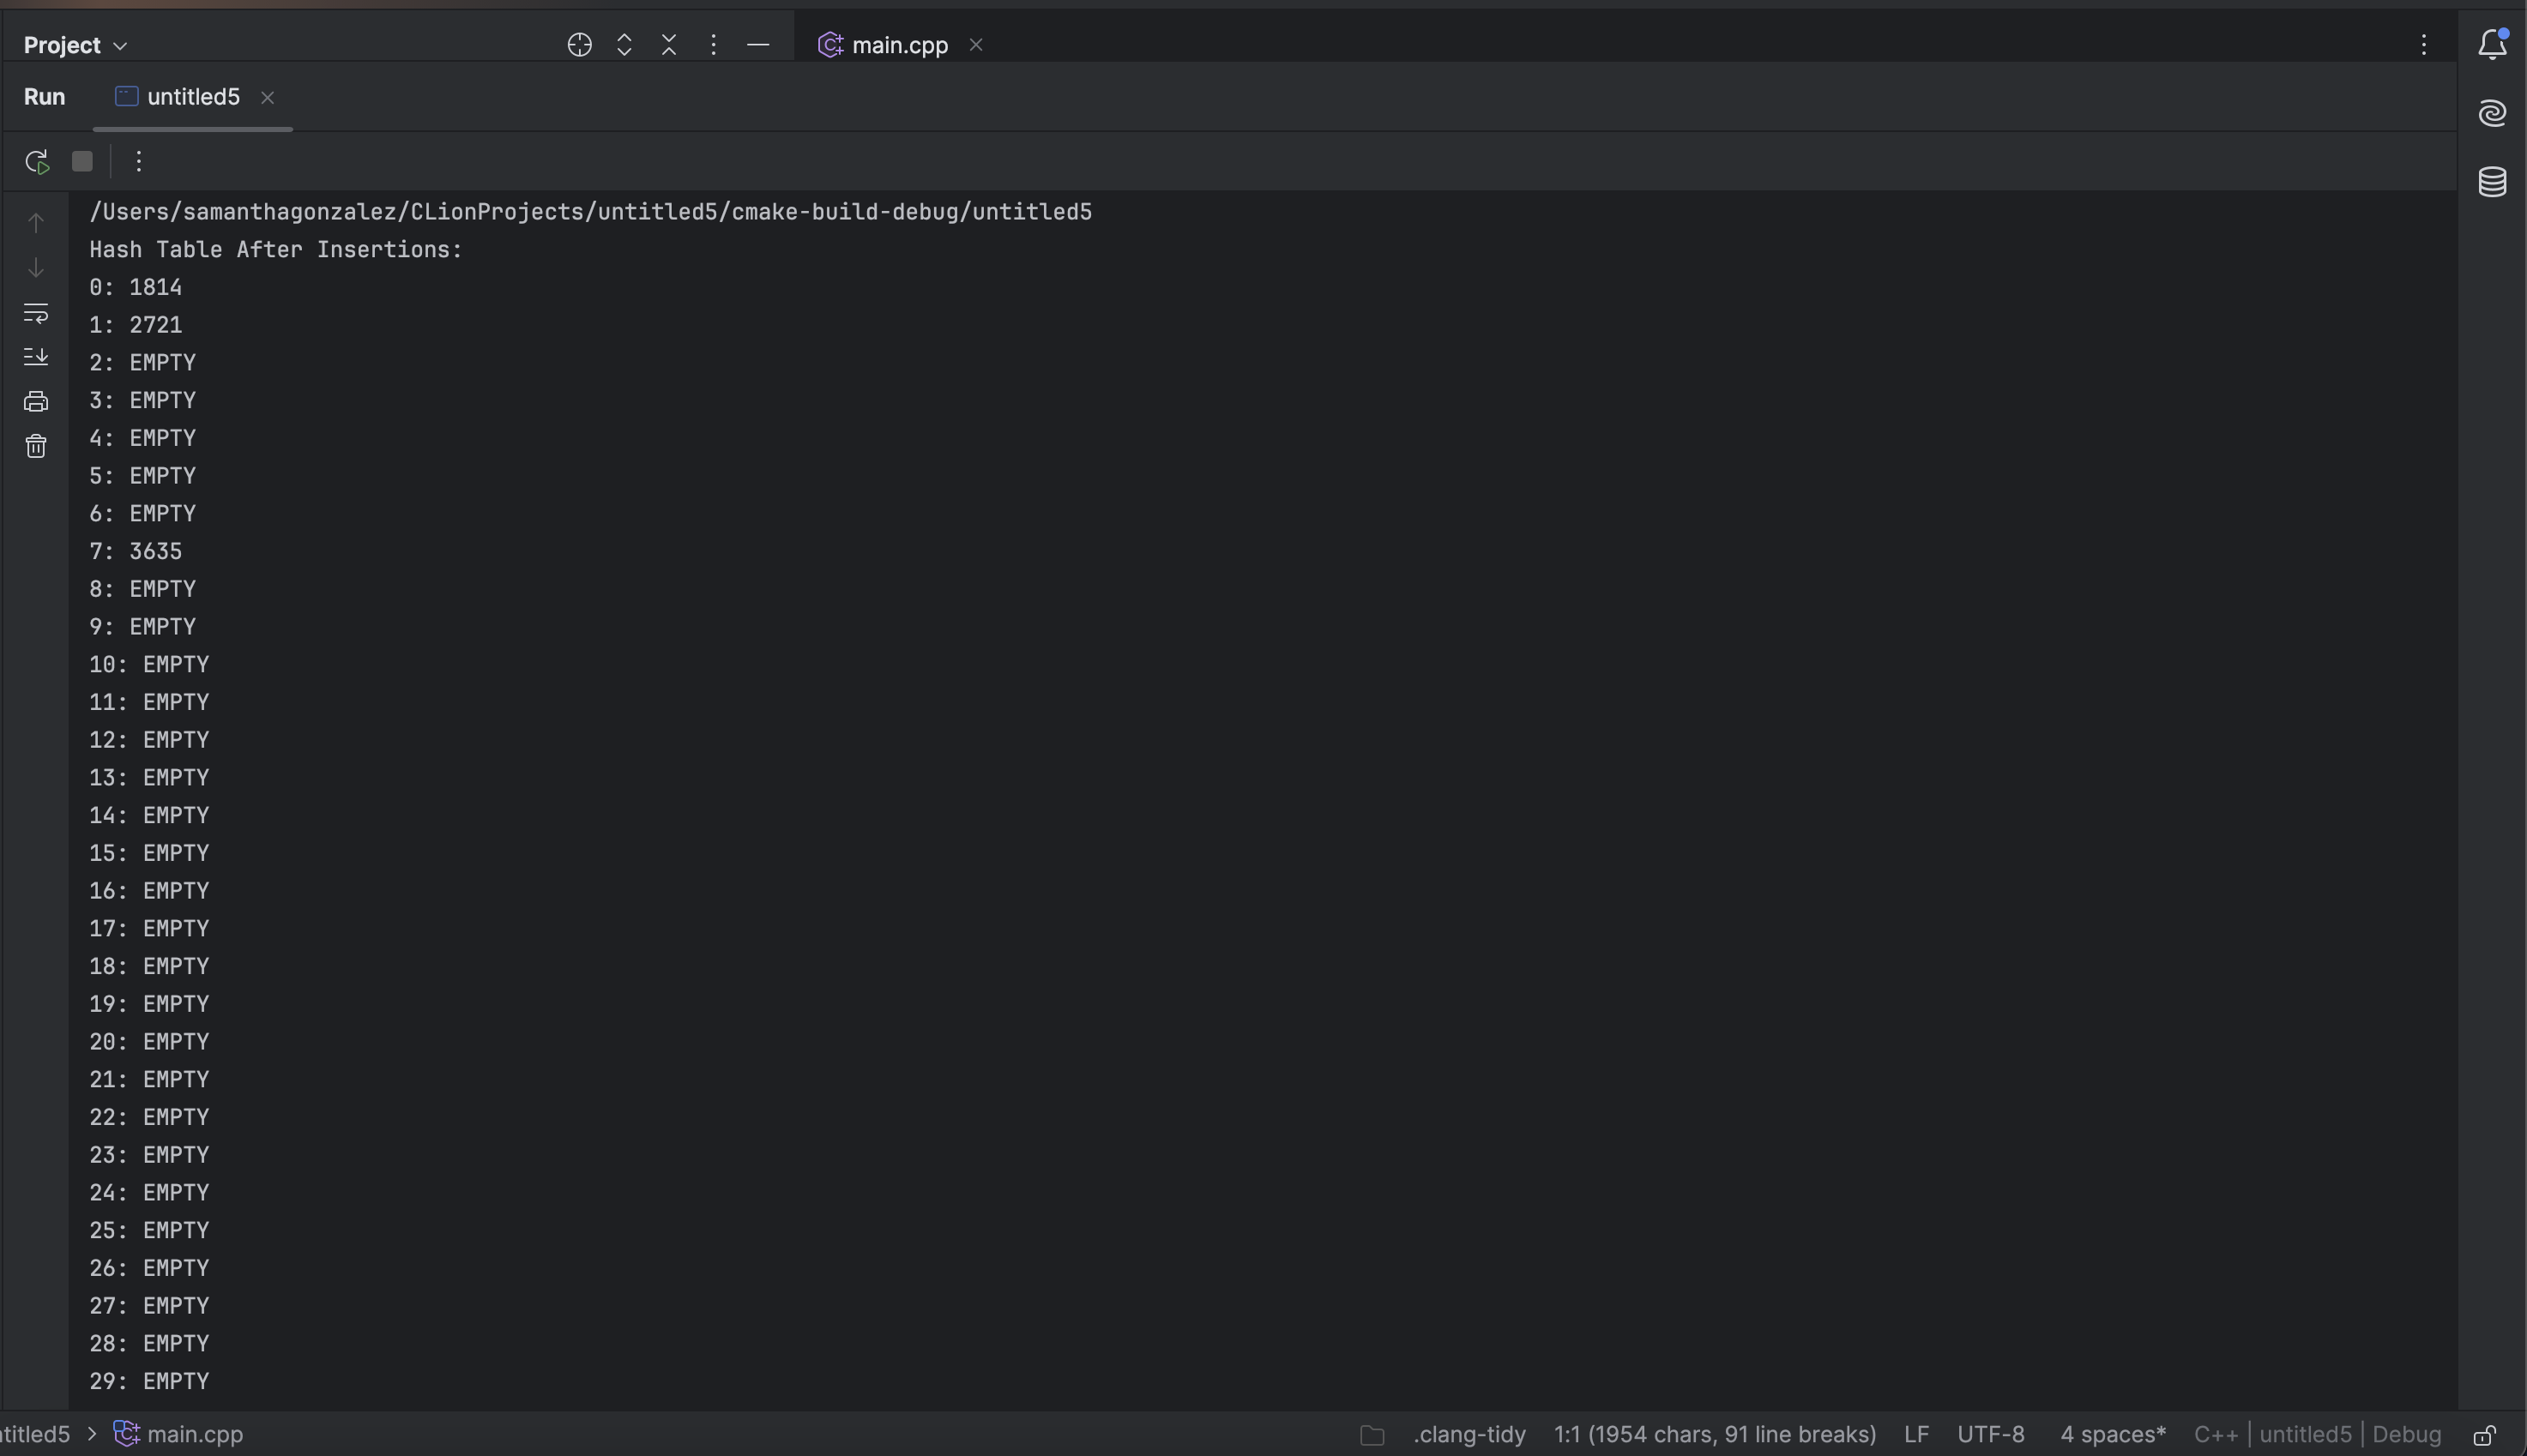 Project
main.cpp
Run
untitled5
/Users/samanthagonzalez/CLionProjects/untitled5/cmake-build-debug/untitled5
Hash Table After Insertions:
0: 1814
1: 2721
2: EMPTY
3: EMPTY
4: EMPTY
5: EMPTY
6: EMPTY
7: 3635
8: EMPTY
9: EMPTY
10: EMPTY
11: EMPTY
12: EMPTY
13: EMPTY
14: EMPTY
15: EMPTY
16: EMPTY
17: EMPTY
18: EMPTY
19: EMPTY
20: EMPTY
21: EMPTY
22: EMPTY
23: EMPTY
24: EMPTY
25: EMPTY
26: EMPTY
27: EMPTY
28: EMPTY
29: EMPTY
ntitled5 > main.cpp .clang-tidy 1:1 (1954 chars, 91 line breaks) LF UTF-8 4 spaces* C++ | untitled5 | Debug